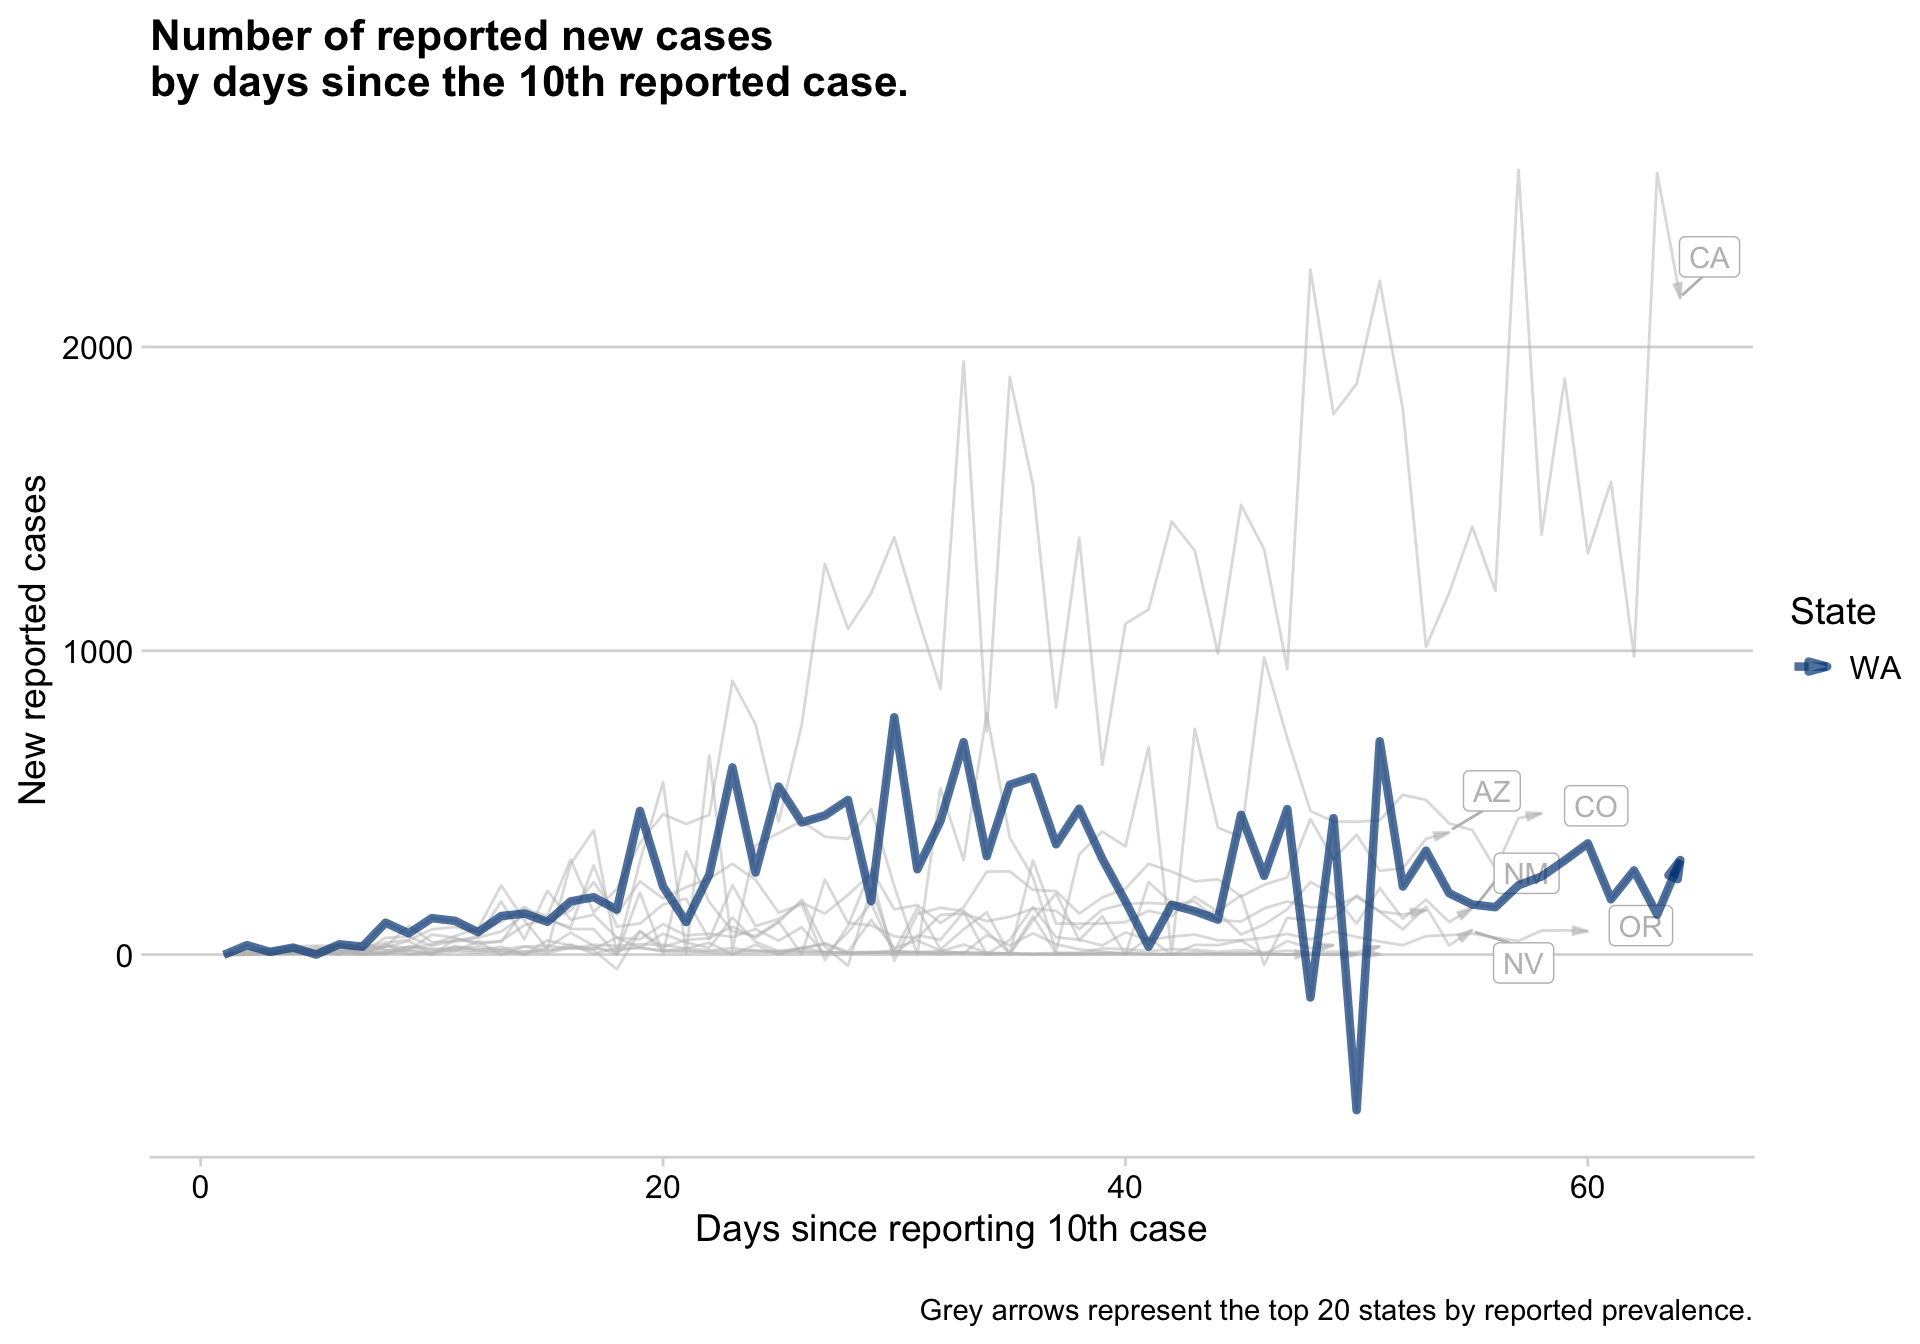 Number of reported new cases
by days since the 10th reported case.
New reported cases
2000
1000
0
CA
AZ
CO
NM
OR
NV
State
WA
0
20
40
60
Days since reporting 10th case
Grey arrows represent the top 20 states by reported prevalence.